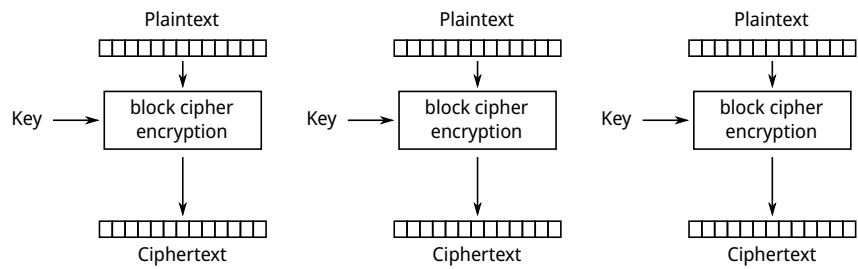 Plaintext Plaintext Plaintext
Key block cipher encryption Key block cipher encryption Key block cipher encryption
Ciphertext Ciphertext Ciphertext